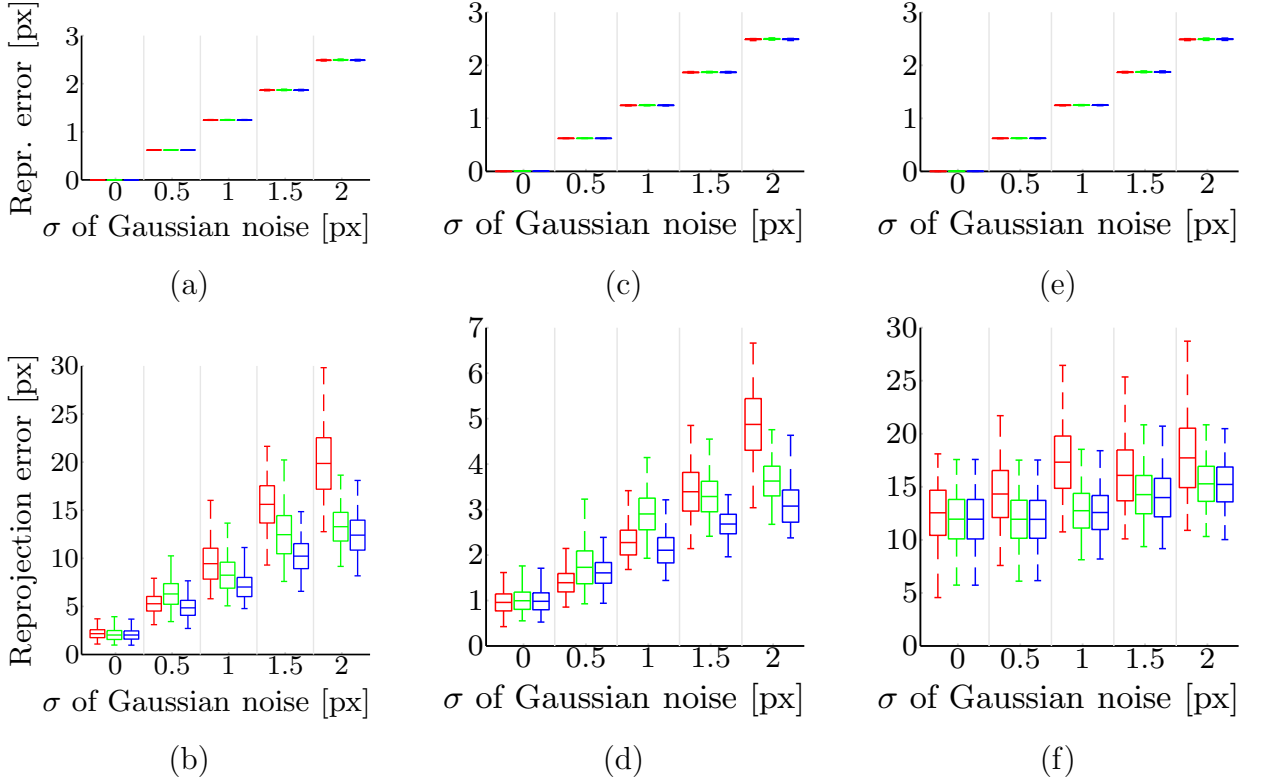 Repr. error [px]
3
2
1
0
0 0.5 1 1.5 2
σ of Gaussian noise [px]
(a)
3
2
1
0
0 0.5 1 1.5 2
σ of Gaussian noise [px]
(c)
3
2
1
0
0 0.5 1 1.5 2
σ of Gaussian noise [px]
(e)
Reprojection error [px]
30
25
20
15
10
5
0
0 0.5 1 1.5 2
σ of Gaussian noise [px]
(b)
7
6
5
4
3
2
1
0
0 0.5 1 1.5 2
σ of Gaussian noise [px]
(d)
30
25
20
15
10
5
0
0 0.5 1 1.5 2
σ of Gaussian noise [px]
(f)